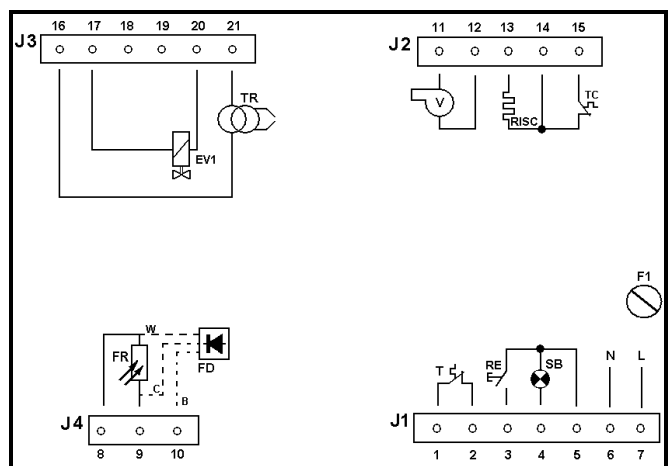 16 17 18 19 20 21
J3
TR
EV1
11 12 13 14 15
J2
V
RISC
TC
F1
W
FR
FD
C
B
J4
8 9 10
T
RE
SB
N
L
J1
1 2 3 4 5 6 7